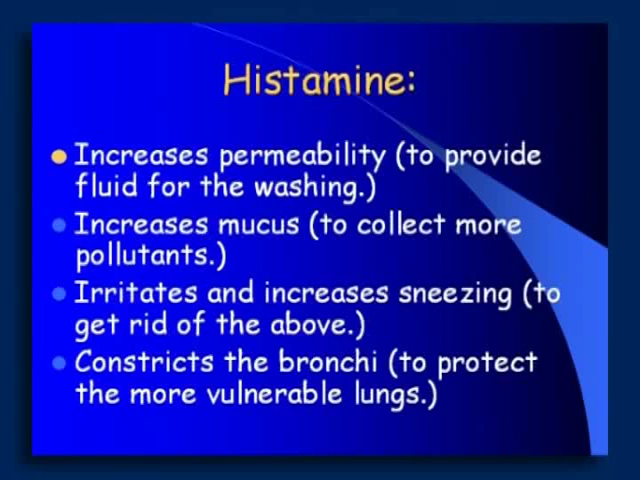 Histamine:
Increases permeability (to provide
fluid for the washing.)
Increases mucus (to collect more
pollutants.)
Irritates and increases sneezing (to
get rid of the above.)
Constricts the bronchi (to protect
the more vulnerable lungs.)